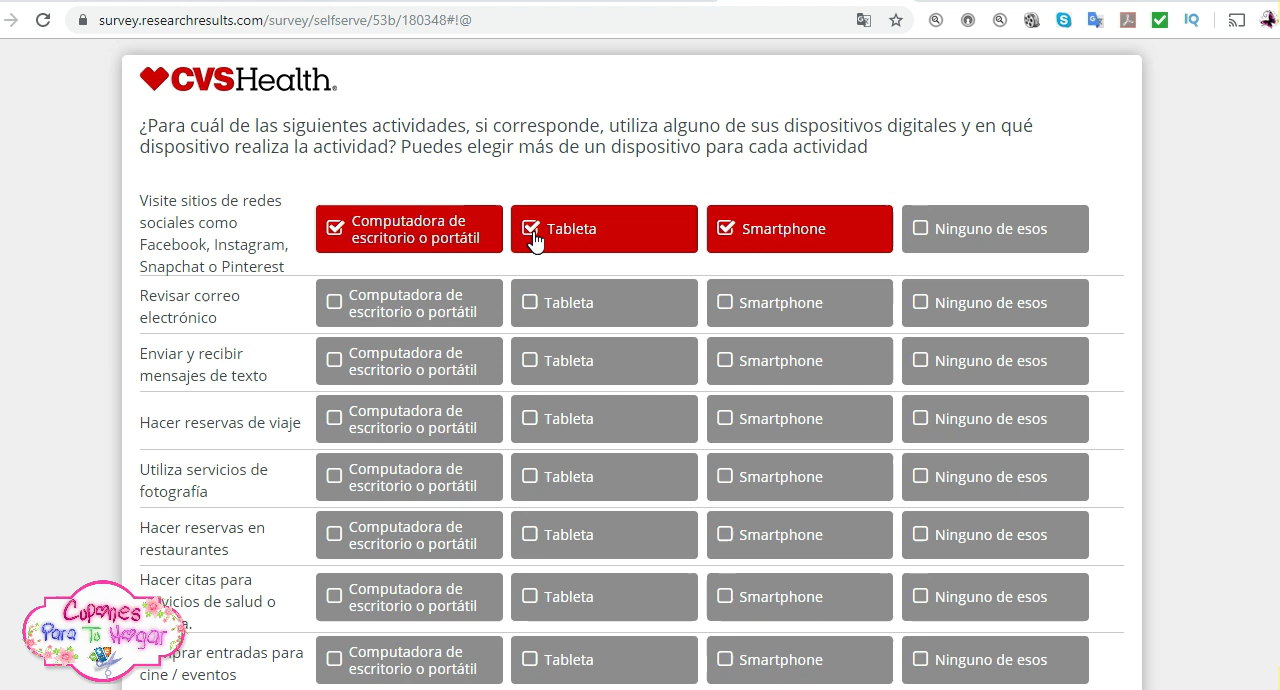 survey.researchresults.com/survey/selfserve/53b/180348#!@
CVSHealth.
¿Para cuál de las siguientes actividades, si corresponde, utiliza alguno de sus dispositivos digitales y en qué
dispositivo realiza la actividad? Puedes elegir más de un dispositivo para cada actividad
Visite sitios de redes
sociales como
Facebook, Instagram,
Snapchat o Pinterest
Computadora de
escritorio o portátil
Tableta
Smartphone
Ninguno de esos
Revisar correo
electrónico
Computadora de
escritorio o portátil
Tableta
Smartphone
Ninguno de esos
Enviar y recibir
mensajes de texto
Computadora de
escritorio o portátil
Tableta
Smartphone
Ninguno de esos
Hacer reservas de viaje
Computadora de
escritorio o portátil
Tableta
Smartphone
Ninguno de esos
Utiliza servicios de
fotografía
Computadora de
escritorio o portátil
Tableta
Smartphone
Ninguno de esos
Hacer reservas en
restaurantes
Computadora de
escritorio o portátil
Tableta
Smartphone
Ninguno de esos
Hacer citas para
de salud o
Computadora de
escritorio o portátil
Tableta
Smartphone
Ninguno de esos
entradas para
cine / eventos
Computadora de
escritorio o portátil
Tableta
Smartphone
Ninguno de esos
Cupones
Para Tu Hogar